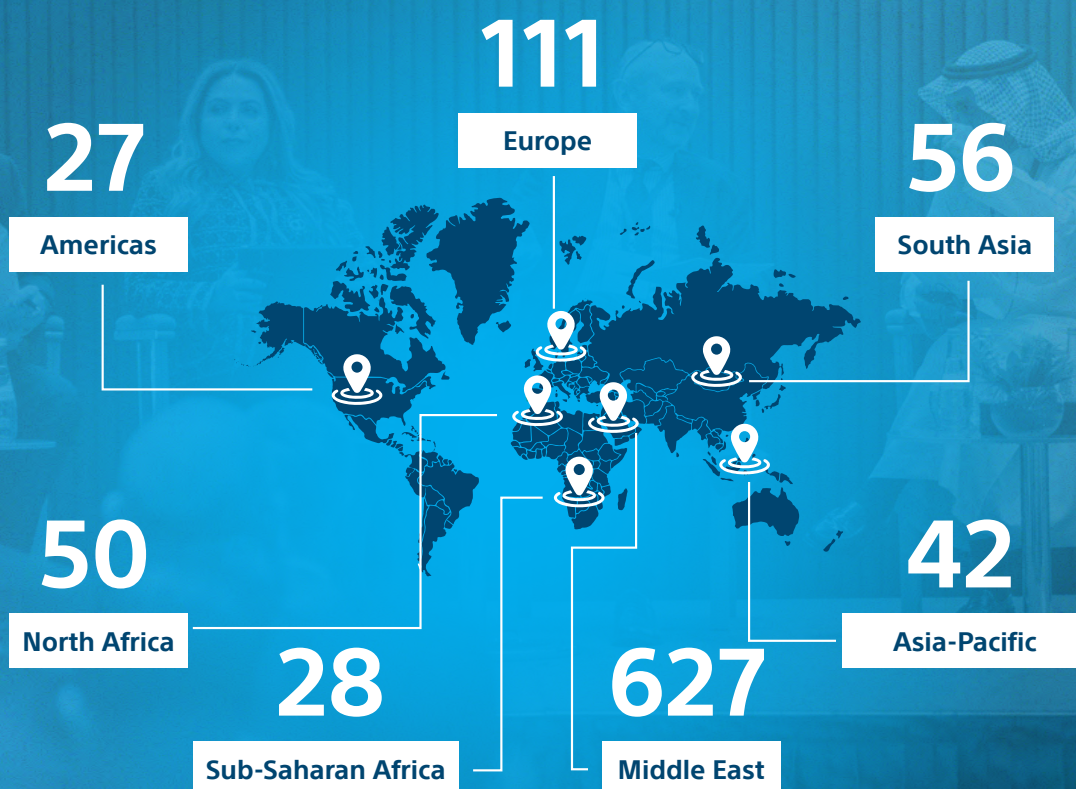 111
Europe
27
Americas
56
South Asia
50
North Africa
42
Asia-Pacific
28
Sub-Saharan Africa
627
Middle East